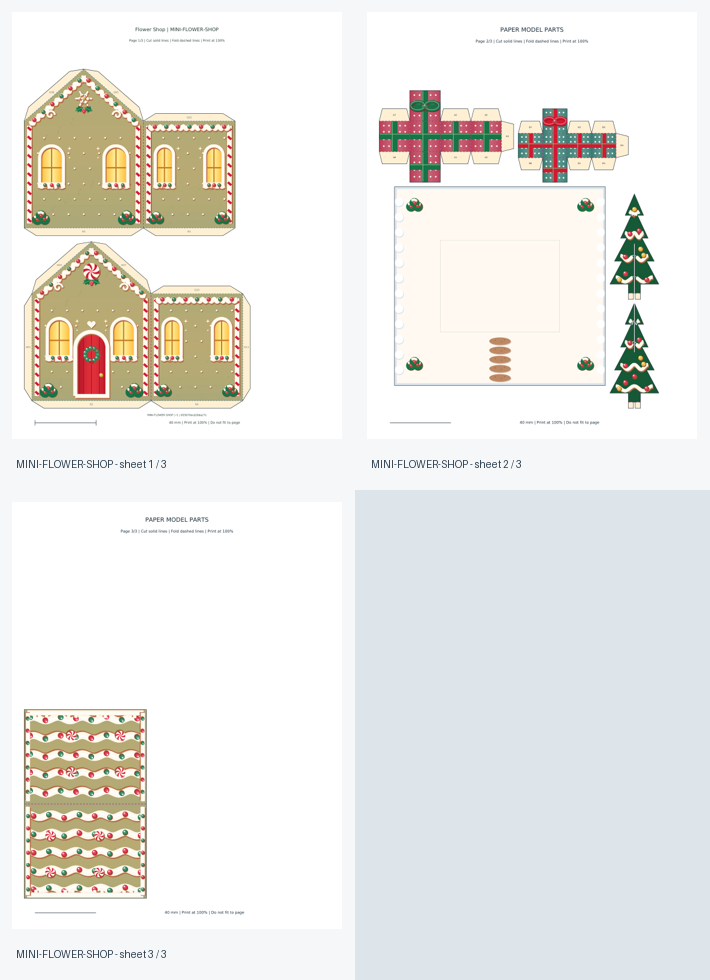 Flower Shop | MINI-FLOWER-SHOP
Page 1/3 | Cut solid lines | Fold dashed lines | Print at 100%
40 mm | Print at 100% | Do not fit to page
MINI-FLOWER-SHOP - sheet 1 / 3
PAPER MODEL PARTS
Page 2/3 | Cut solid lines | Fold dashed lines | Print at 100%
40 mm | Print at 100% | Do not fit to page
MINI-FLOWER-SHOP - sheet 2 / 3
PAPER MODEL PARTS
Page 3/3 | Cut solid lines | Fold dashed lines | Print at 100%
40 mm | Print at 100% | Do not fit to page
MINI-FLOWER-SHOP - sheet 3 / 3